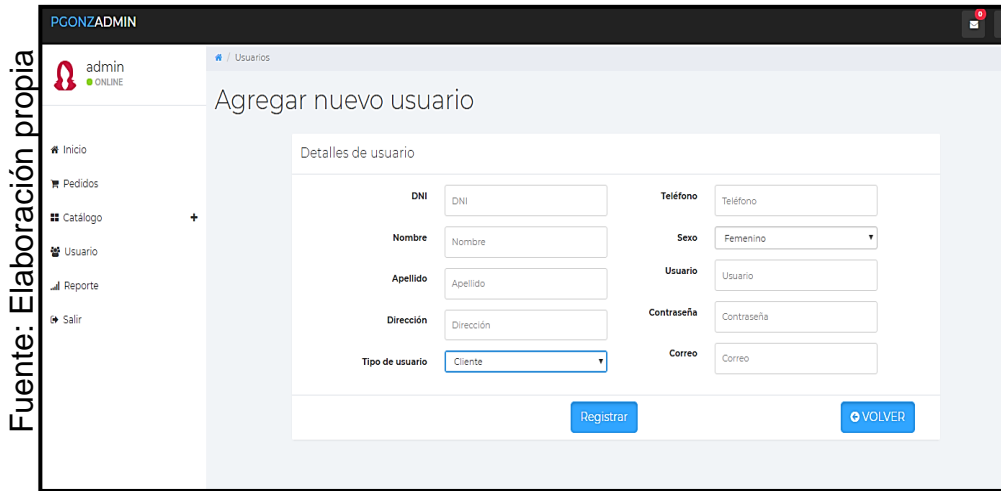 Fuente: Elaboración propia
PGONZADMIN
0
admin
ONLINE
Inicio
Pedidos
Catálogo +
Usuario
Reporte
Salir
/ Usuarios
Agregar nuevo usuario
Detalles de usuario
DNI DNI
Nombre Nombre
Apellido Apellido
Dirección Dirección
Tipo de usuario Cliente
Teléfono Teléfono
Sexo Femenino
Usuario Usuario
Contraseña Contraseña
Correo Correo
Registrar
VOLVER